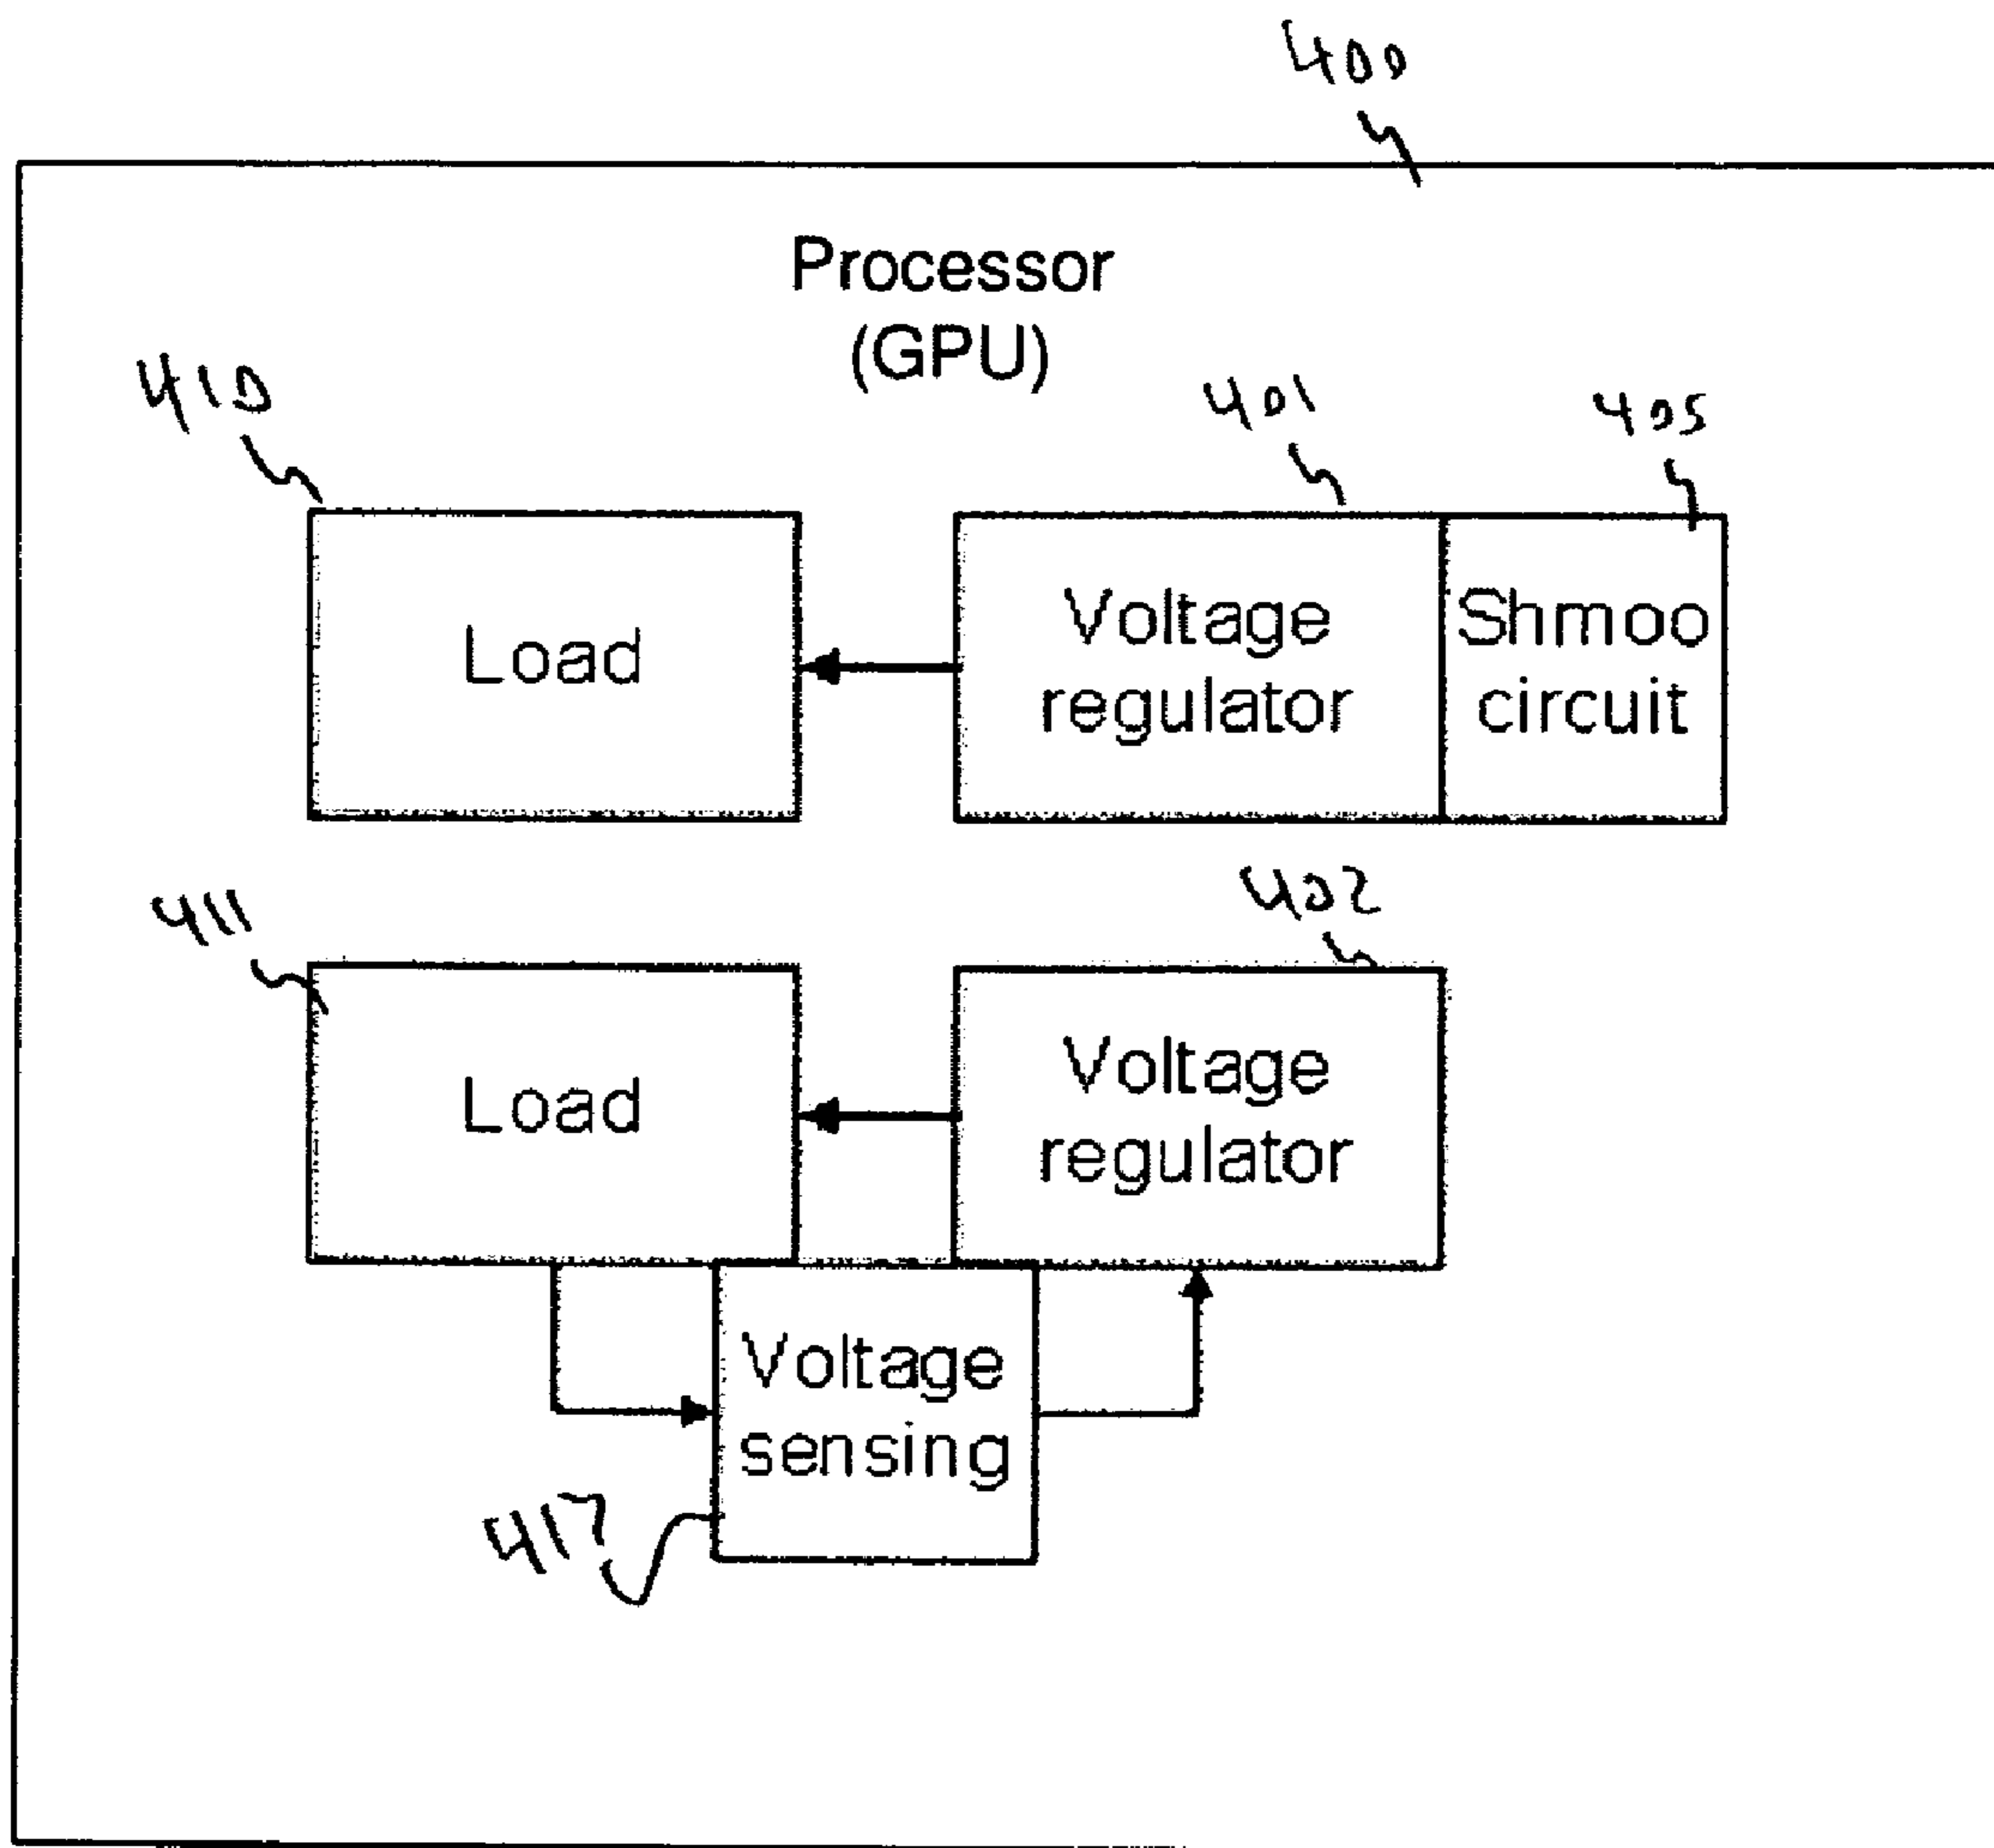 400
Processor
(GPU)
410
401
405
Load
Voltage
regulator
Shmoo
circuit
411
402
Load
Voltage
regulator
Voltage
sensing
417